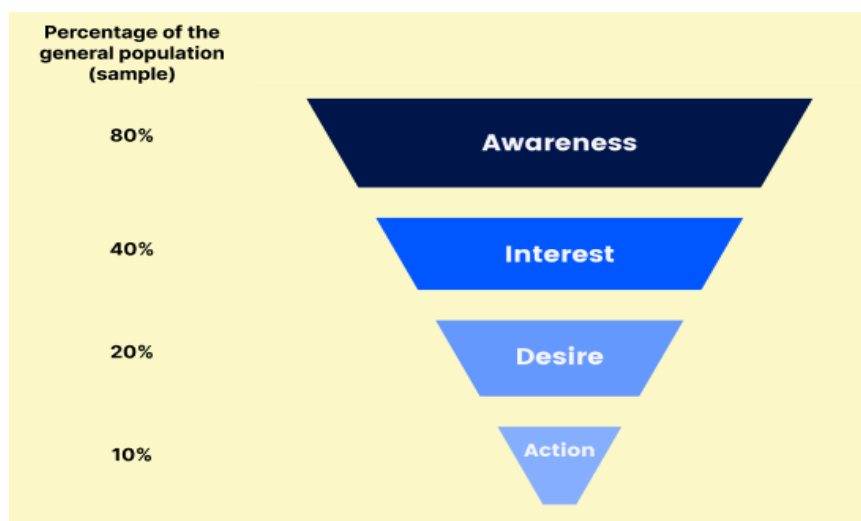 Percentage of the
general population
(sample)
80%
Awareness
40%
Interest
20%
Desire
10%
Action